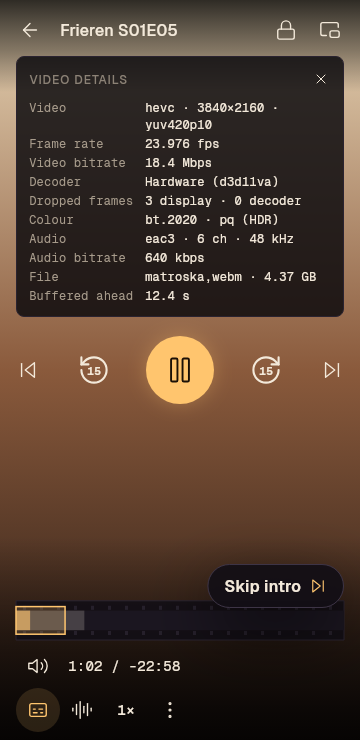 Frieren S01E05
VIDEO DETAILS
Video hevc · 3840×2160 ·
yuv420p10
Frame rate 23.976 fps
Video bitrate 18.4 Mbps
Decoder Hardware (d3d11va)
Dropped frames 3 display · 0 decoder
Colour bt.2020 · pq (HDR)
Audio eac3 · 6 ch · 48 kHz
Audio bitrate 640 kbps
File matroska,webm · 4.37 GB
Buffered ahead 12.4 s
15 15
Skip intro
1:02 / -22:58
1×